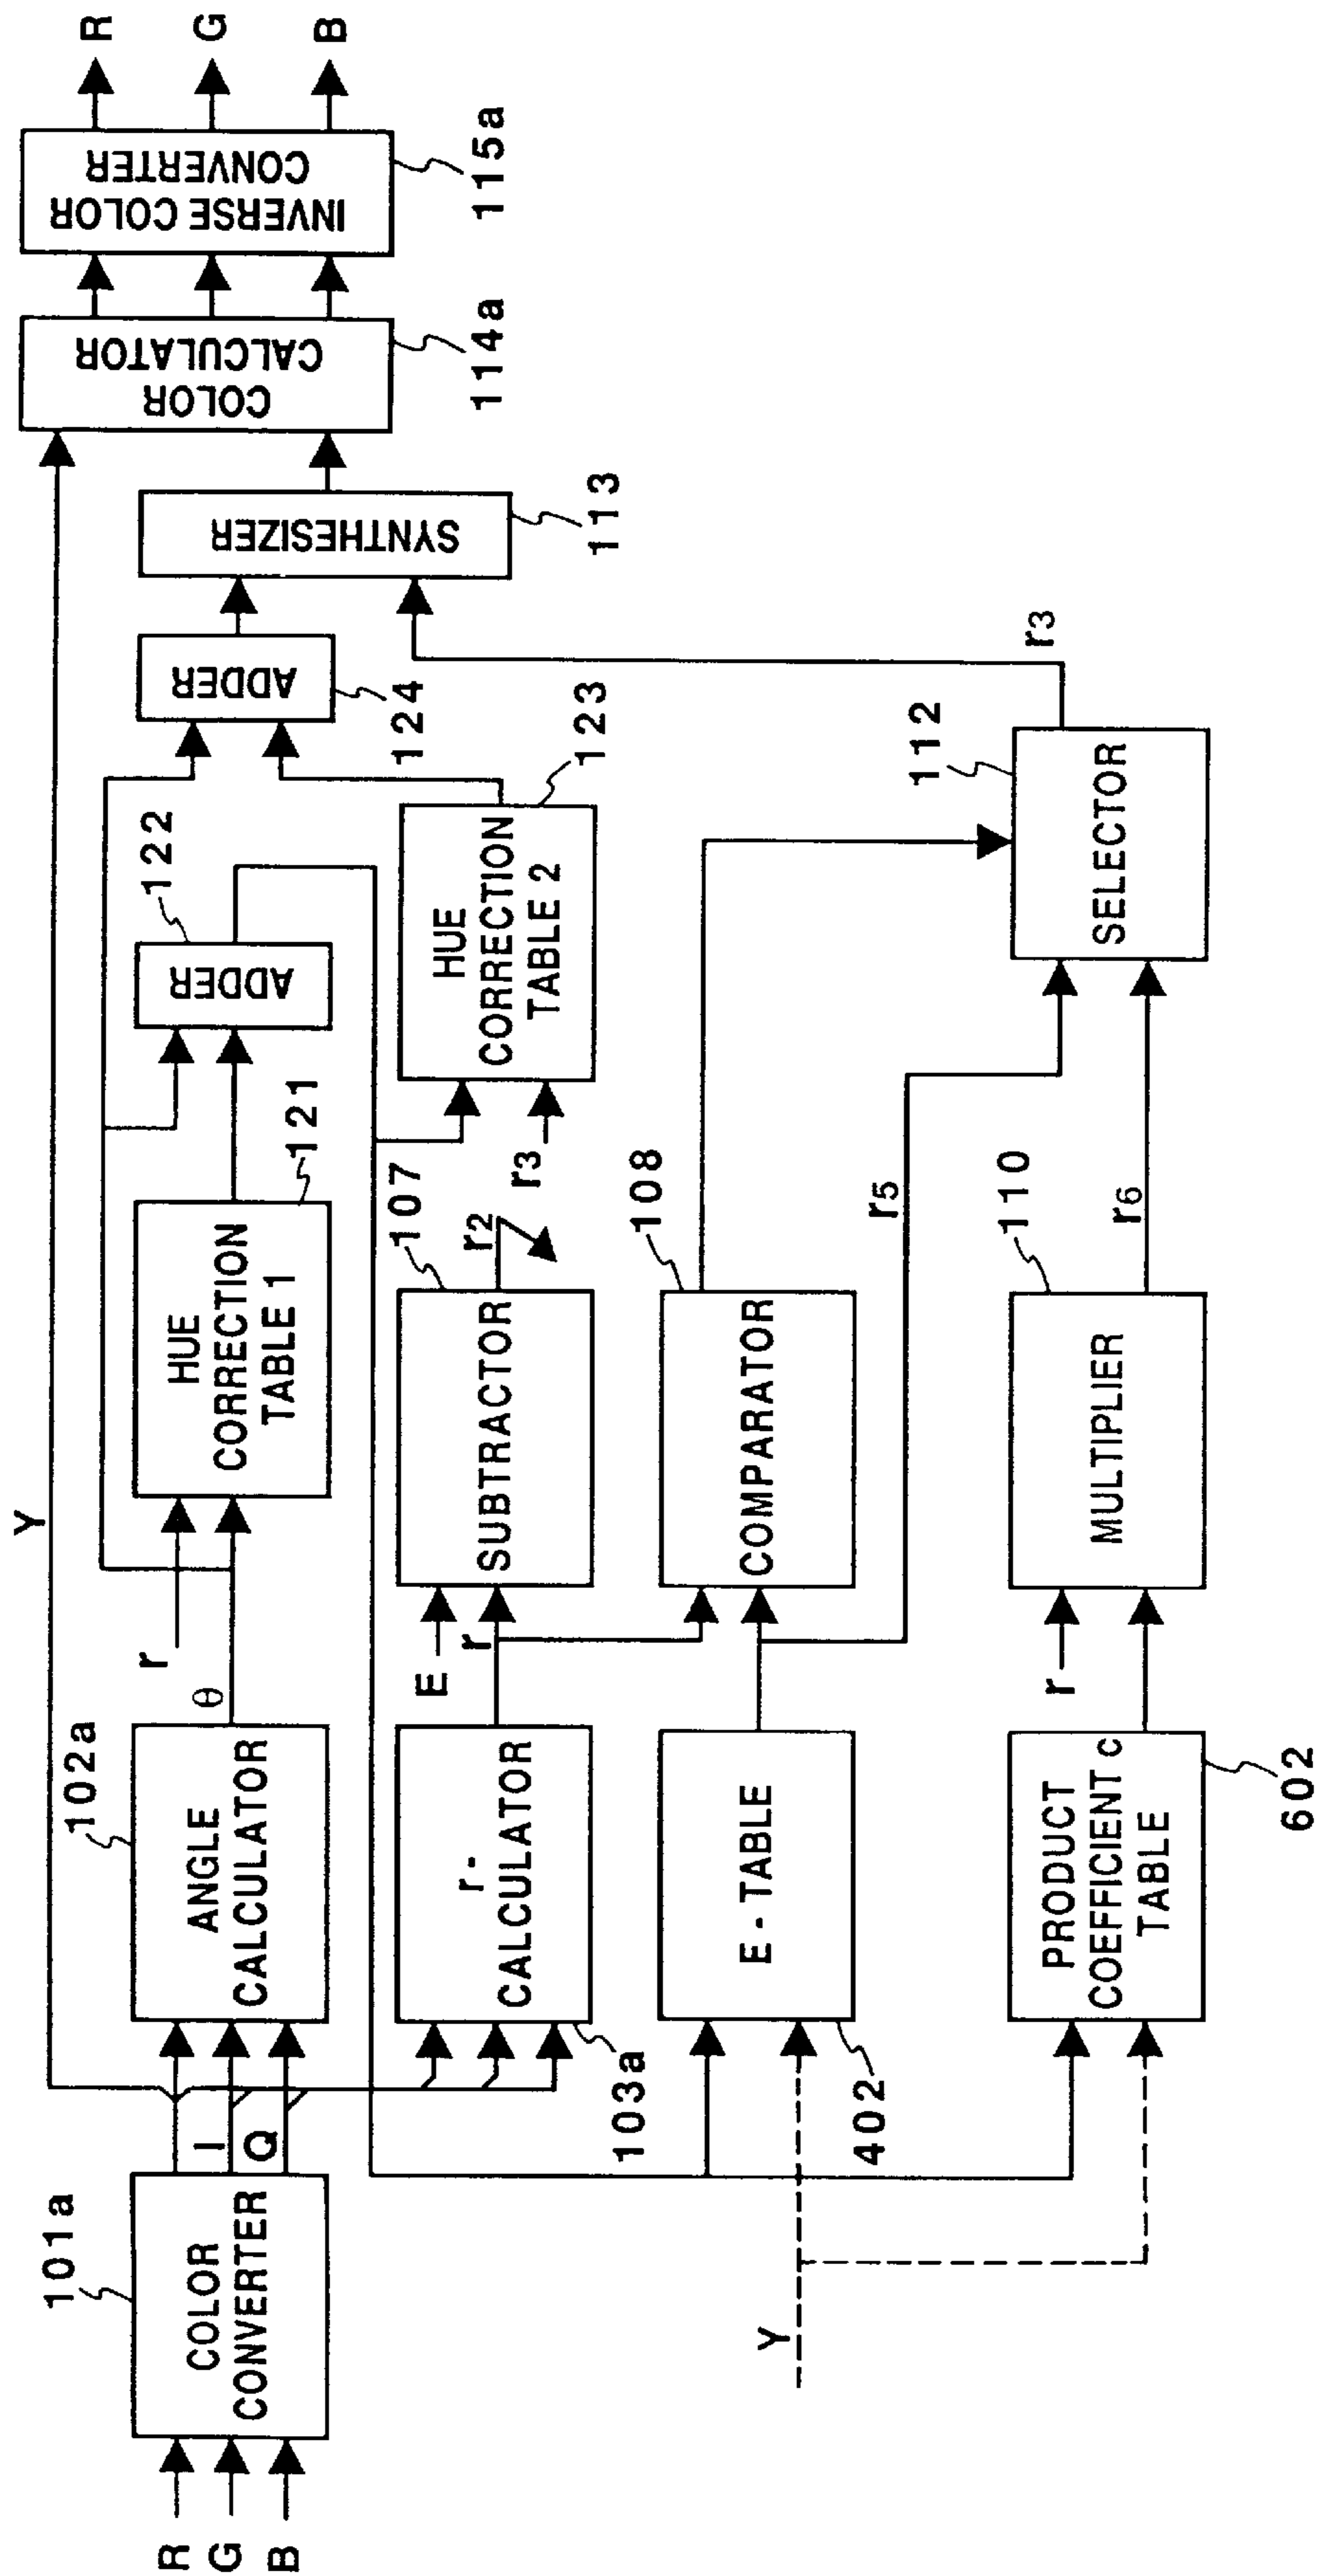 R
G
B
101a
COLOR
CONVERTER
I
Q
Y
102a
ANGLE
CALCULATOR
θ
r
HUE
CORRECTION
TABLE 1
121
ADDER
122
ADDER
124
SYNTHESIZER
113
COLOR
CALCULATOR
114a
INVERSE COLOR
CONVERTER
115a
R
G
B
r-
CALCULATOR
103a
E
r
SUBTRACTOR
107
r2
r3
HUE
CORRECTION
TABLE 2
123
Y
E-TABLE
402
COMPARATOR
108
r5
PRODUCT
COEFFICIENT c
TABLE
602
r
MULTIPLIER
110
r6
SELECTOR
112
r3